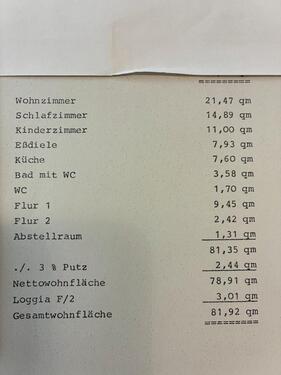 =========
Wohnzimmer 21,47 qm
Schlafzimmer 14,89 qm
Kinderzimmer 11,00 qm
Eßdiele 7,93 qm
Küche 7,60 qm
Bad mit WC 3,58 qm
WC 1,70 qm
Flur 1 9,45 qm
Flur 2 2,42 qm
Abstellraum 1,31 qm
81,35 qm
./. 3 % Putz 2,44 qm
Nettowohnfläche 78,91 qm
Loggia F/2 3,01 qm
Gesamtwohnfläche 81,92 qm
=========